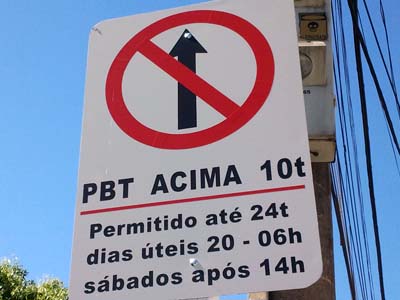 PBT ACIMA 10t
Permitido até 24t
dias úteis 20 - 06h
sábados após 14h